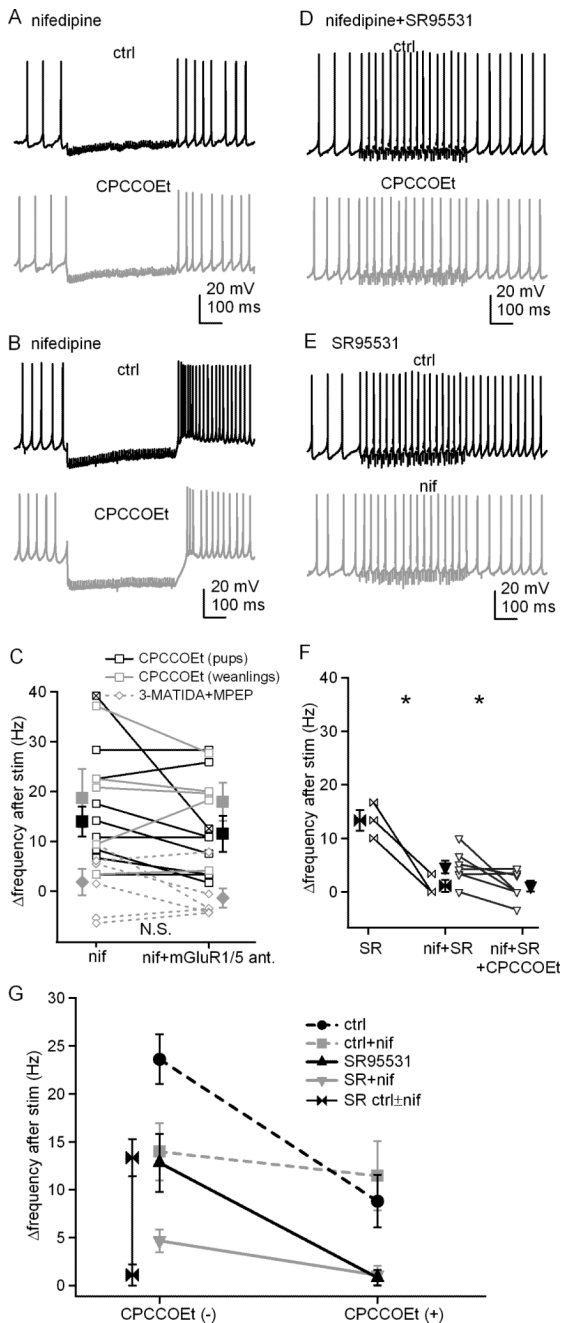 A nifedipine
ctrl
CPCCOEt
20 mV
100 ms
B nifedipine
ctrl
CPCCOEt
20 mV
100 ms
D nifedipine+SR95531
ctrl
CPCCOEt
20 mV
100 ms
E SR95531
ctrl
nif
20 mV
100 ms
C
CPCCOEt (pups)
CPCCOEt (weanlings)
3-MATIDA+MPEP
Δfrequency after stim (Hz)
40
30
20
10
0
N.S.
nif
nif+mGluR1/5 ant.
F
Δfrequency after stim (Hz)
40
30
20
10
0
* *
SR
nif+SR
nif+SR
+CPCCOEt
G
Δfrequency after stim (Hz)
30
25
20
15
10
5
0
ctrl
ctrl+nif
SR95531
SR+nif
SR ctrl±nif
CPCCOEt (-)
CPCCOEt (+)